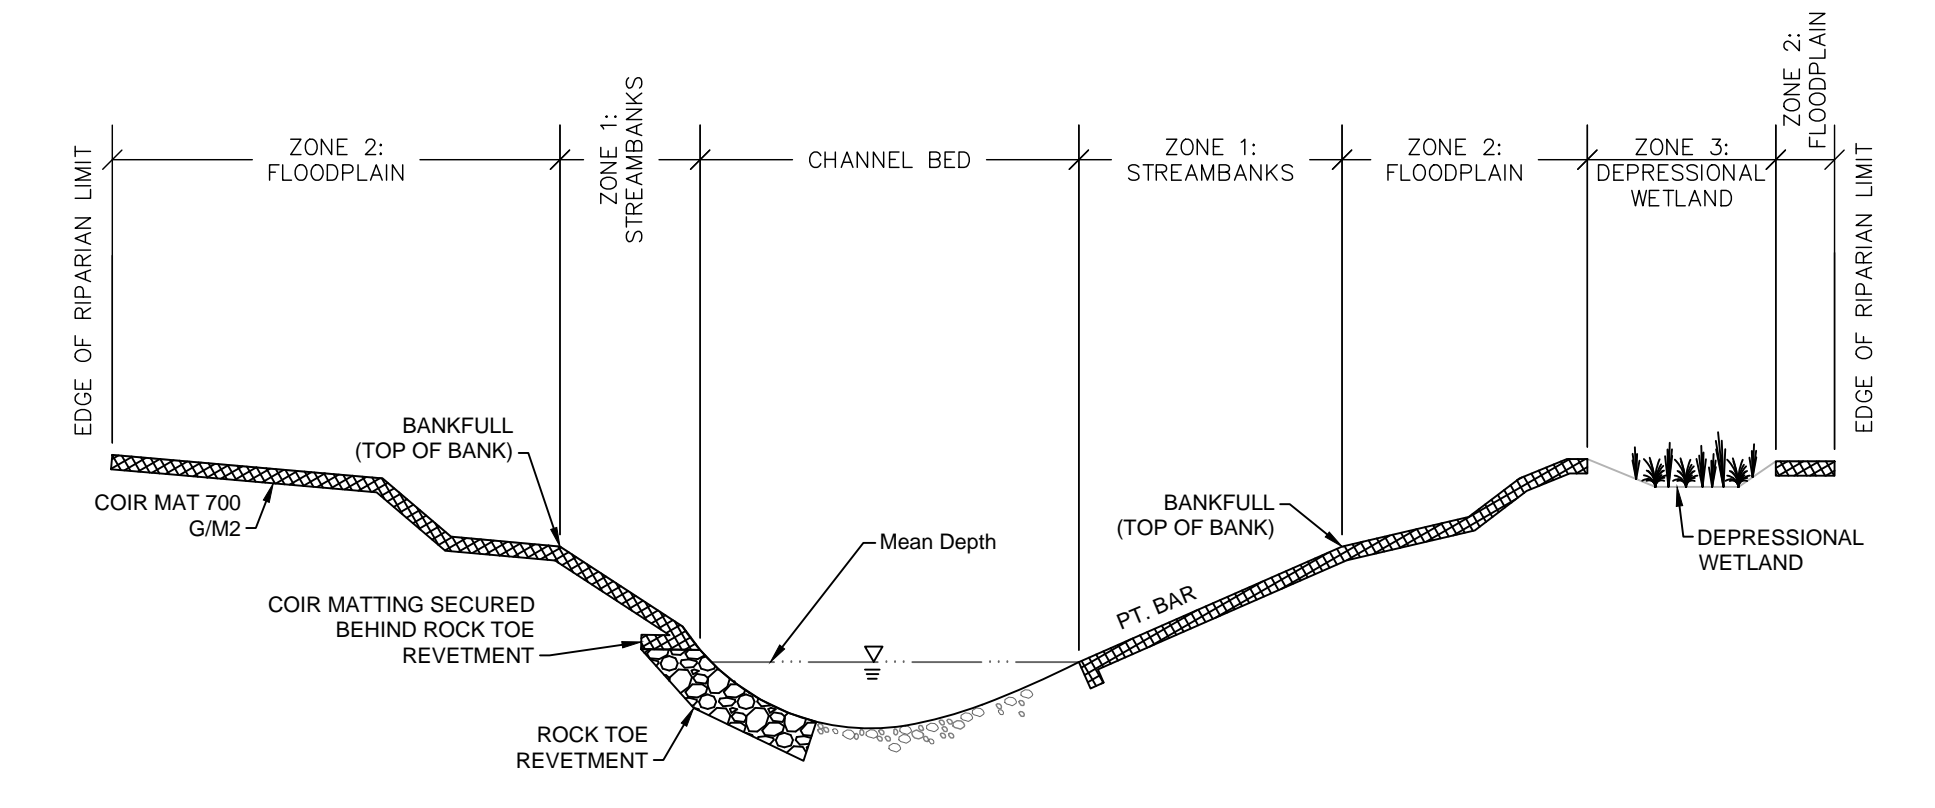 EDGE OF RIPARIAN LIMIT
ZONE 2:
FLOODPLAIN
ZONE 1:
STREAMBANKS
CHANNEL BED
ZONE 1:
STREAMBANKS
ZONE 2:
FLOODPLAIN
ZONE 3:
DEPRESSIONAL
WETLAND
ZONE 2:
FLOODPLAIN
EDGE OF RIPARIAN LIMIT
BANKFULL
(TOP OF BANK)
COIR MAT 700
G/M2
Mean Depth
BANKFULL
(TOP OF BANK)
DEPRESSIONAL
WETLAND
COIR MATTING SECURED
BEHIND ROCK TOE
REVETMENT
PT. BAR
ROCK TOE
REVETMENT